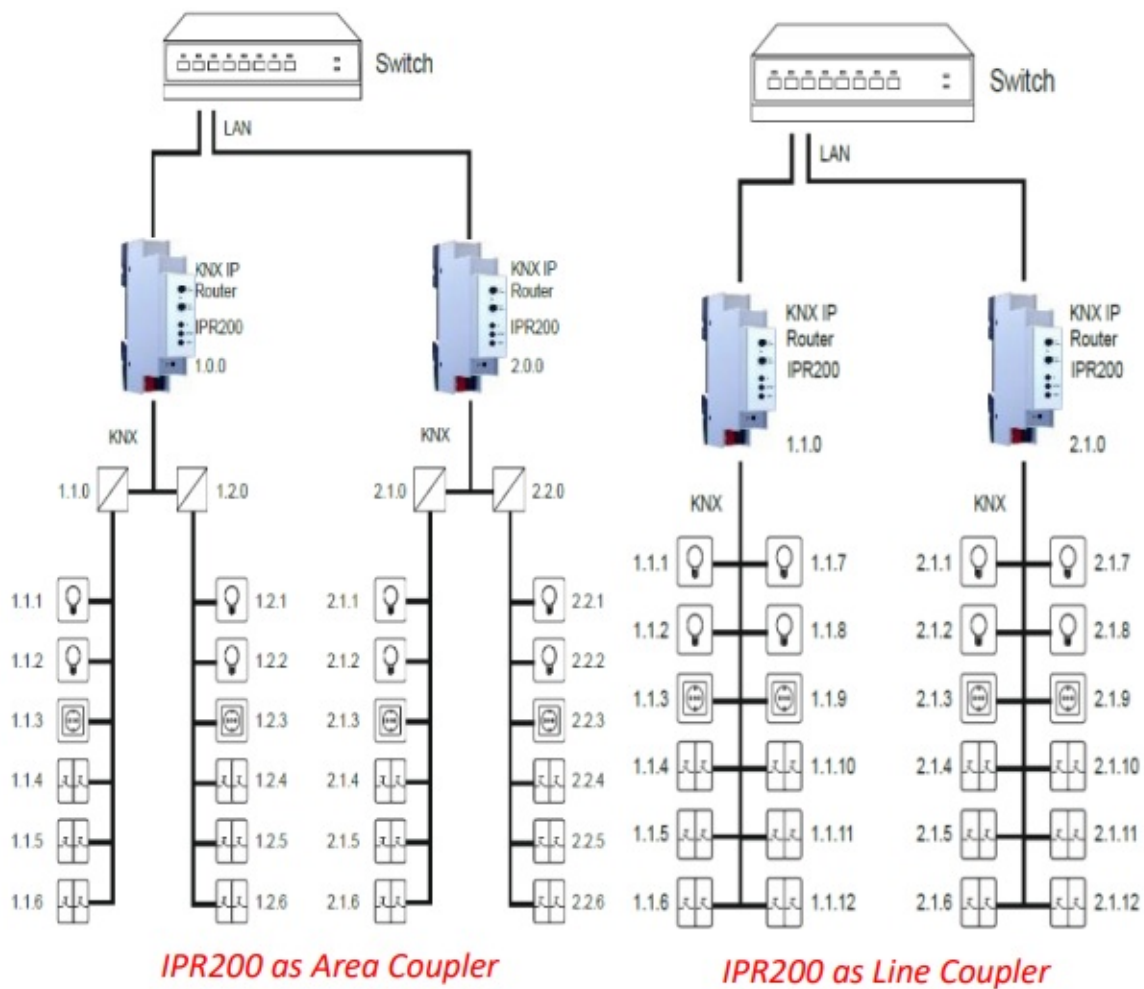 Switch
LAN
KNX IP
Router
IPR200
1.0.0
KNX IP
Router
IPR200
2.0.0
KNX
KNX
1.1.0
1.2.0
2.1.0
2.2.0
1.1.1
1.2.1
2.1.1
2.2.1
1.1.2
1.2.2
2.1.2
2.2.2
1.1.3
1.2.3
2.1.3
2.2.3
1.1.4
1.2.4
2.1.4
2.2.4
1.1.5
1.2.5
2.1.5
2.2.5
1.1.6
1.2.6
2.1.6
2.2.6
IPR200 as Area Coupler
Switch
LAN
KNX IP
Router
IPR200
1.1.0
KNX IP
Router
IPR200
2.1.0
KNX
KNX
1.1.1
1.1.7
2.1.1
2.1.7
1.1.2
1.1.8
2.1.2
2.1.8
1.1.3
1.1.9
2.1.3
2.1.9
1.1.4
1.1.10
2.1.4
2.1.10
1.1.5
1.1.11
2.1.5
2.1.11
1.1.6
1.1.12
2.1.6
2.1.12
IPR200 as Line Coupler